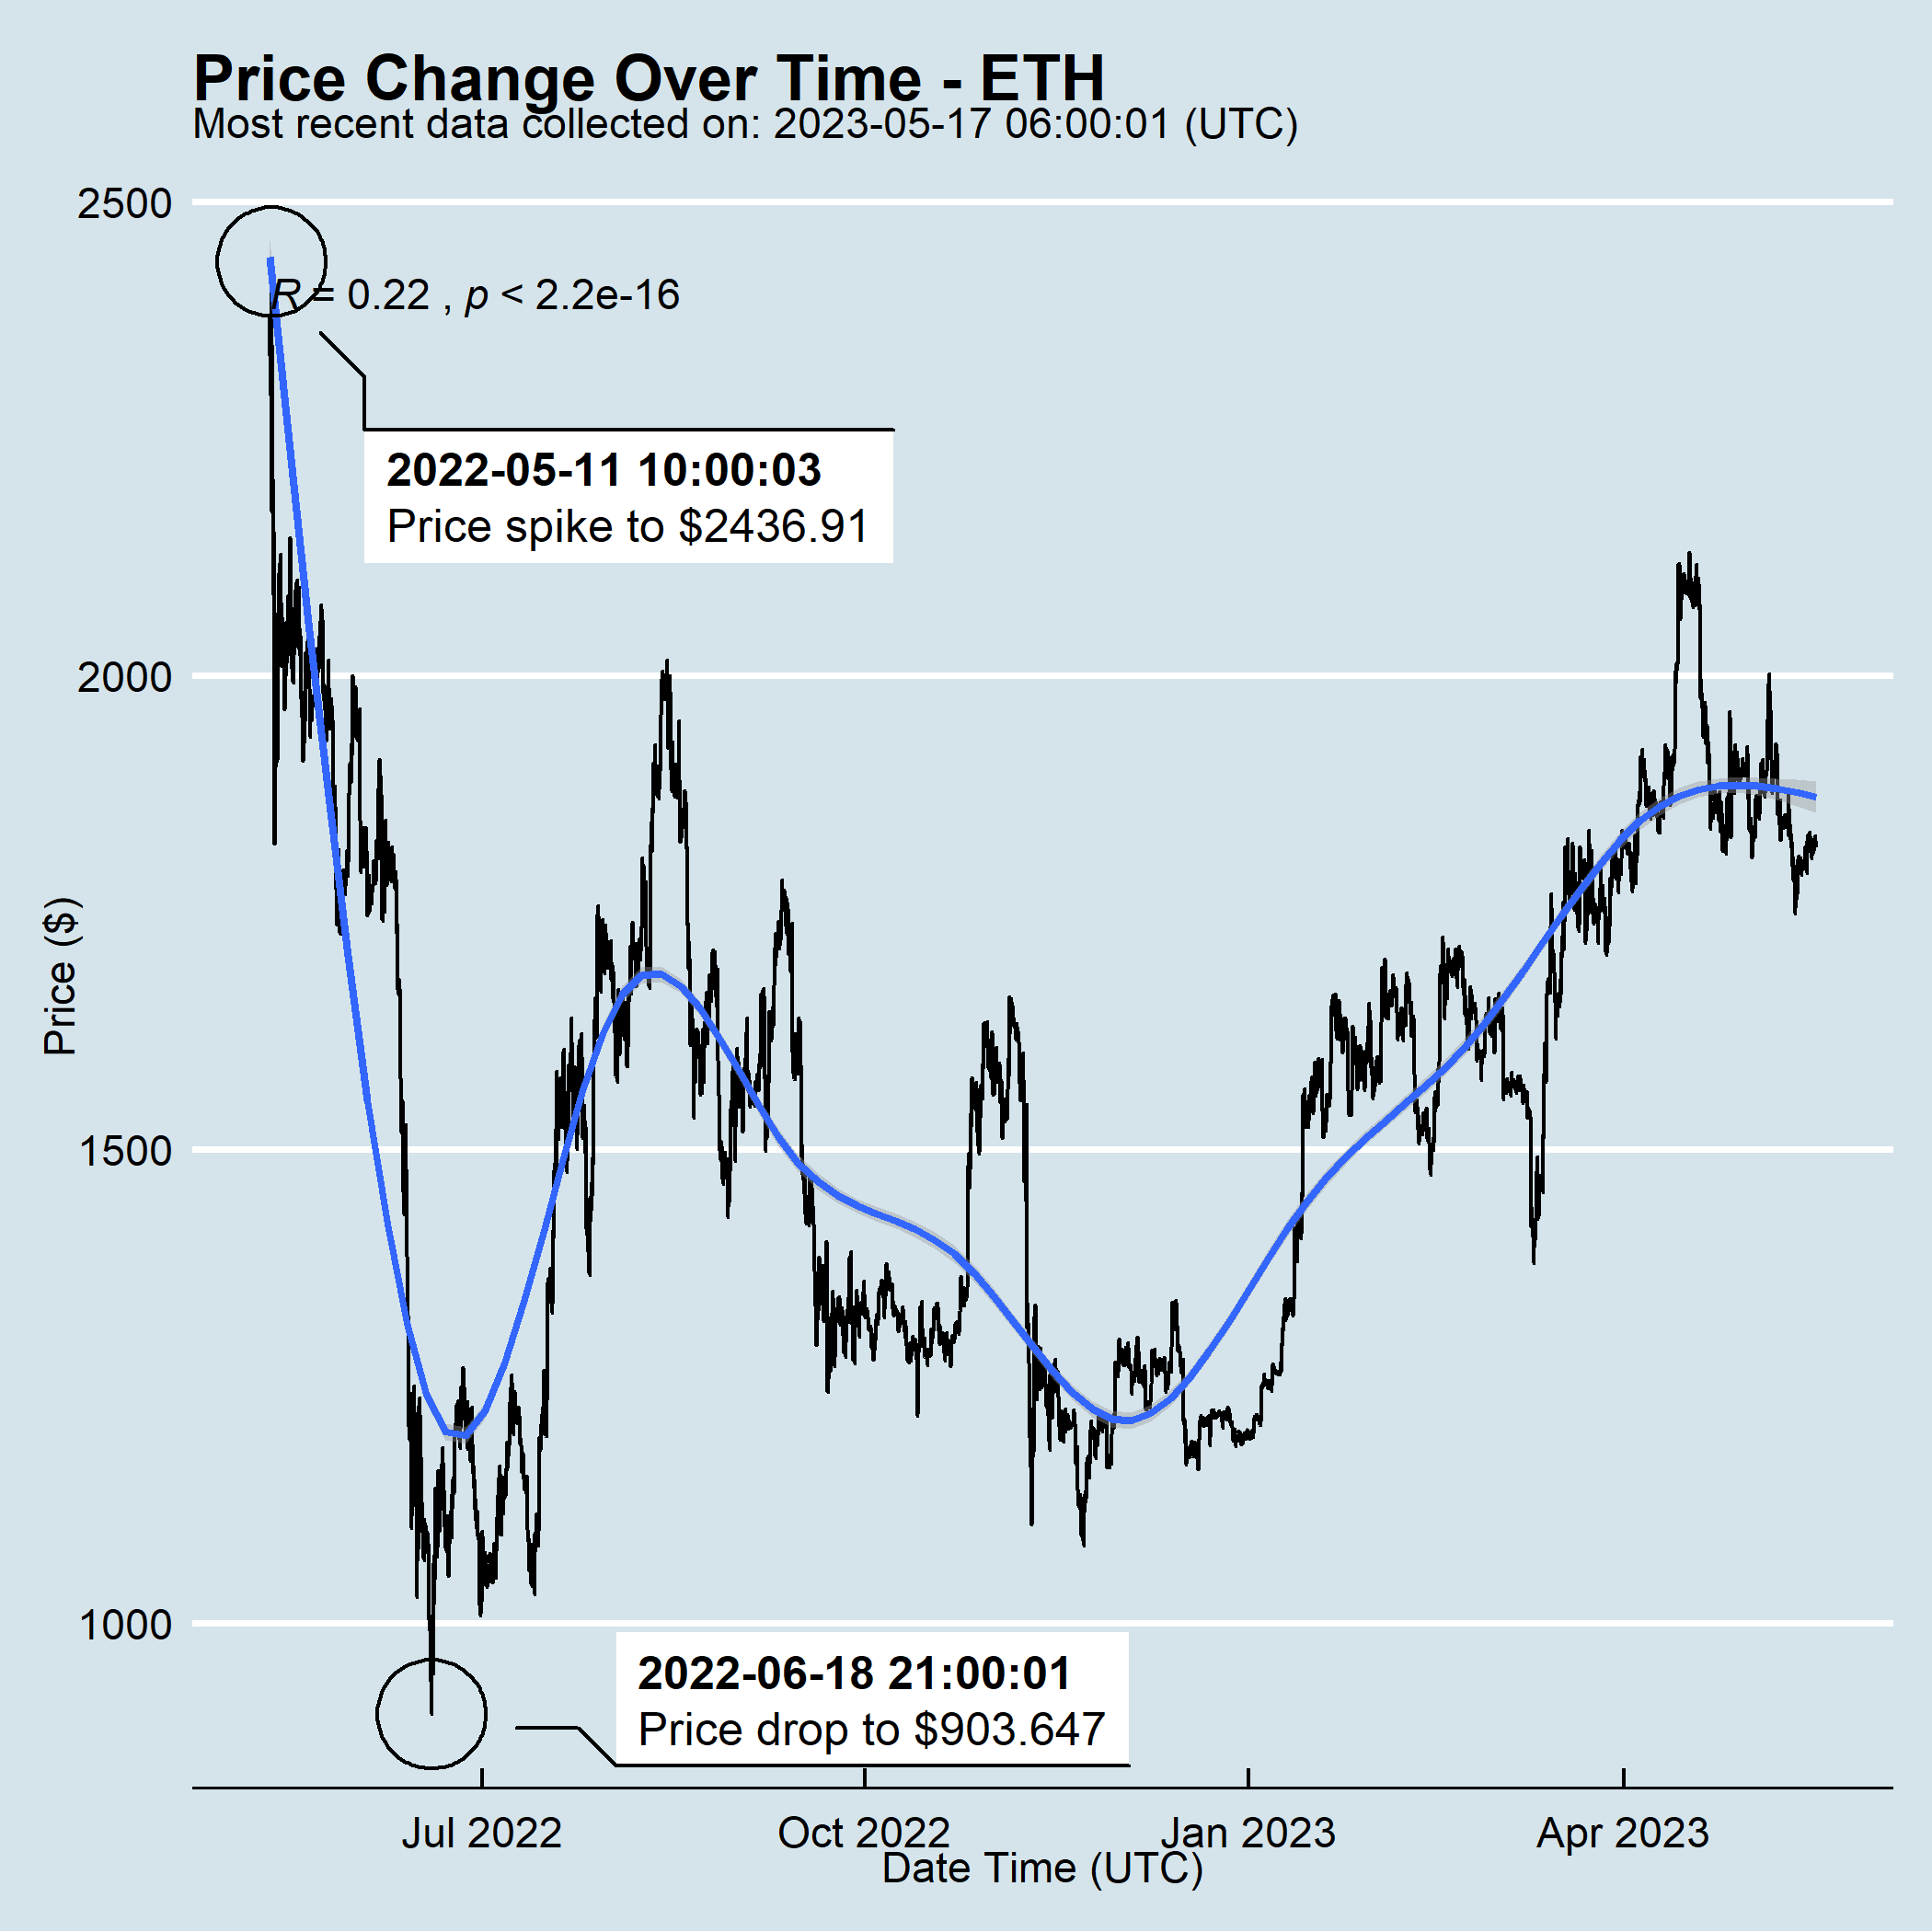 Price Change Over Time - ETH
Most recent data collected on: 2023-05-17 06:00:01 (UTC)
2500
R = 0.22 , p < 2.2e-16
2022-05-11 10:00:03
Price spike to $2436.91
2000
Price ($)
1500
1000
2022-06-18 21:00:01
Price drop to $903.647
Jul 2022 Oct 2022 Jan 2023 Apr 2023
Date Time (UTC)